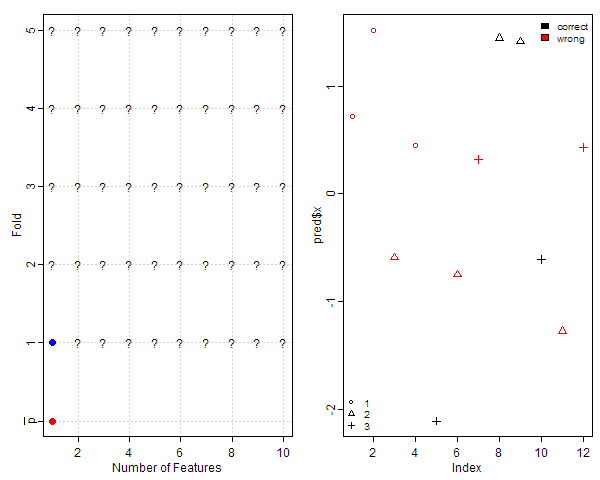 5 ? ? ? ? ? ? ? ? ? ?
4 ? ? ? ? ? ? ? ? ? ?
3 ? ? ? ? ? ? ? ? ? ?
2 ? ? ? ? ? ? ? ? ? ?
1 ? ? ? ? ? ? ? ? ?
p̅
Fold
2 4 6 8 10
Number of Features
correct
wrong
1
0
-1
-2
pred$x
1
2
3
2 4 6 8 10 12
Index